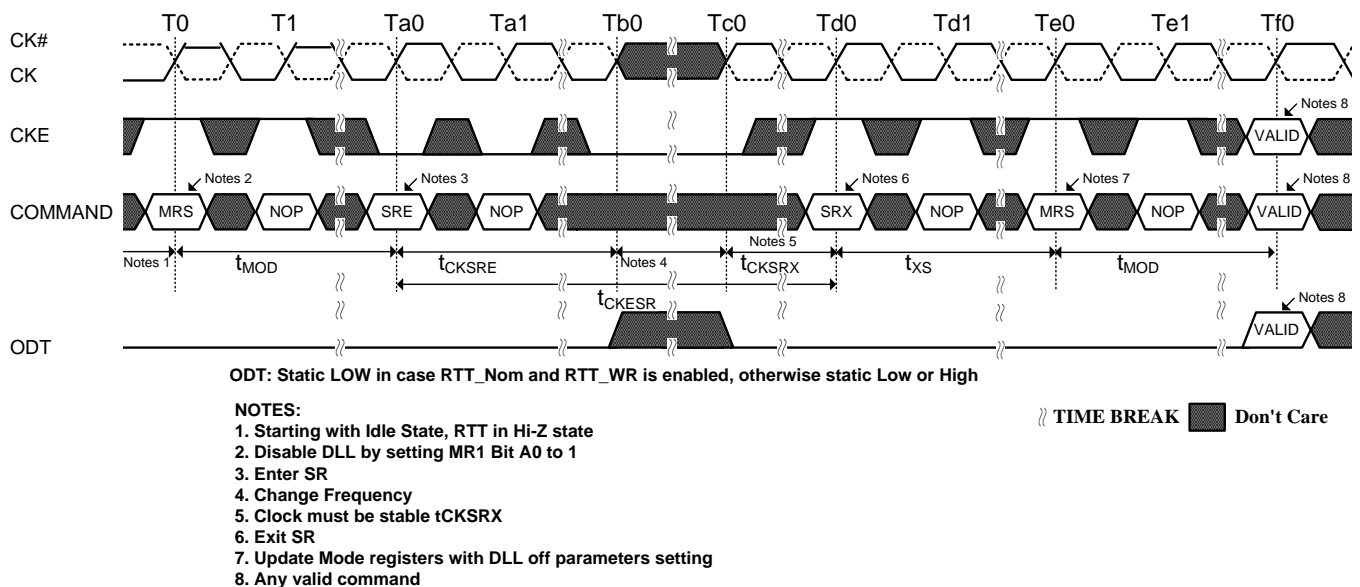 T0 T1 Ta0 Ta1 Tb0 Tc0 Td0 Td1 Te0 Te1 Tf0
CK#
CK
Notes 8
CKE VALID
Notes 2 Notes 3 Notes 6 Notes 7 Notes 8
COMMAND MRS NOP SRE NOP SRX NOP MRS NOP VALID
Notes 1 tMOD tCKSRE Notes 4 Notes 5 tCKSRX tXS tMOD
tCKESR
Notes 8
VALID
ODT
ODT: Static LOW in case RTT_Nom and RTT_WR is enabled, otherwise static Low or High
NOTES:
1. Starting with Idle State, RTT in Hi-Z state
2. Disable DLL by setting MR1 Bit A0 to 1
3. Enter SR
4. Change Frequency
5. Clock must be stable tCKSRX
6. Exit SR
7. Update Mode registers with DLL off parameters setting
8. Any valid command
TIME BREAK Don't Care